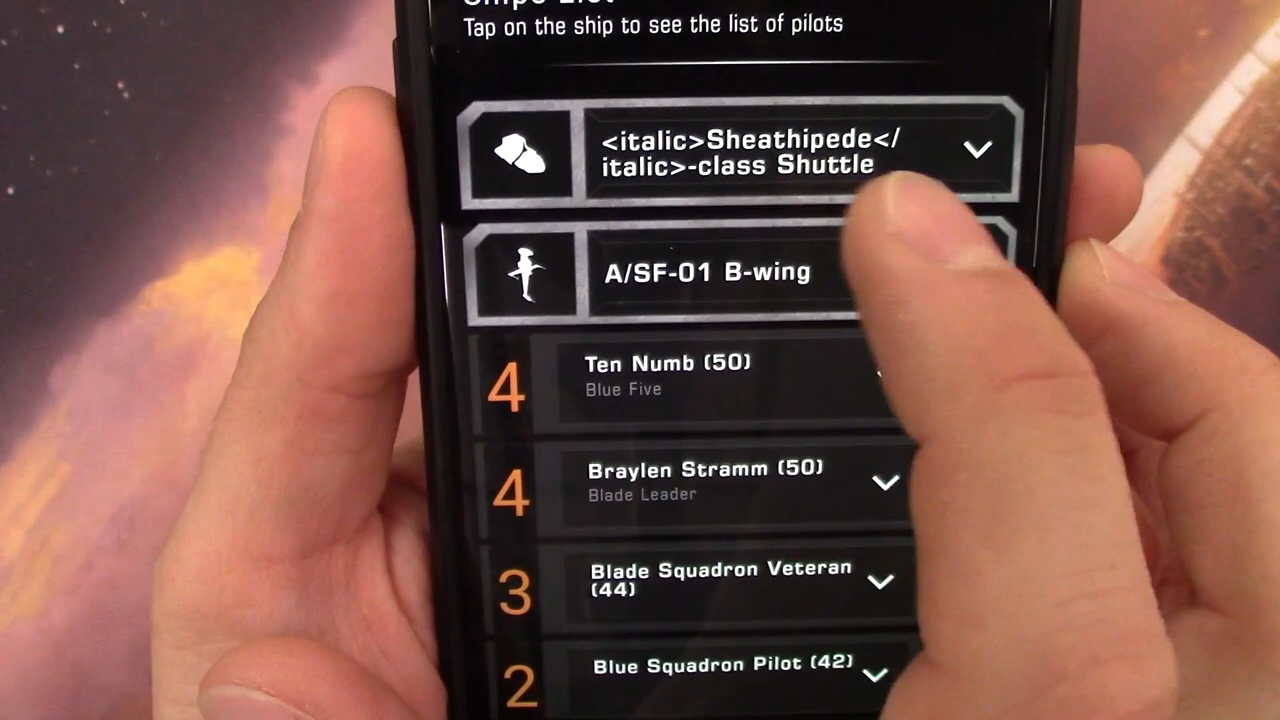 Ships List
Tap on the ship to see the list of pilots
<italic>Sheathipede</
italic>-class Shuttle
A/SF-01 B-wing
4
Ten Numb (50)
Blue Five
4
Braylen Stramm (50)
Blade Leader
3
Blade Squadron Veteran
(44)
2
Blue Squadron Pilot (42)